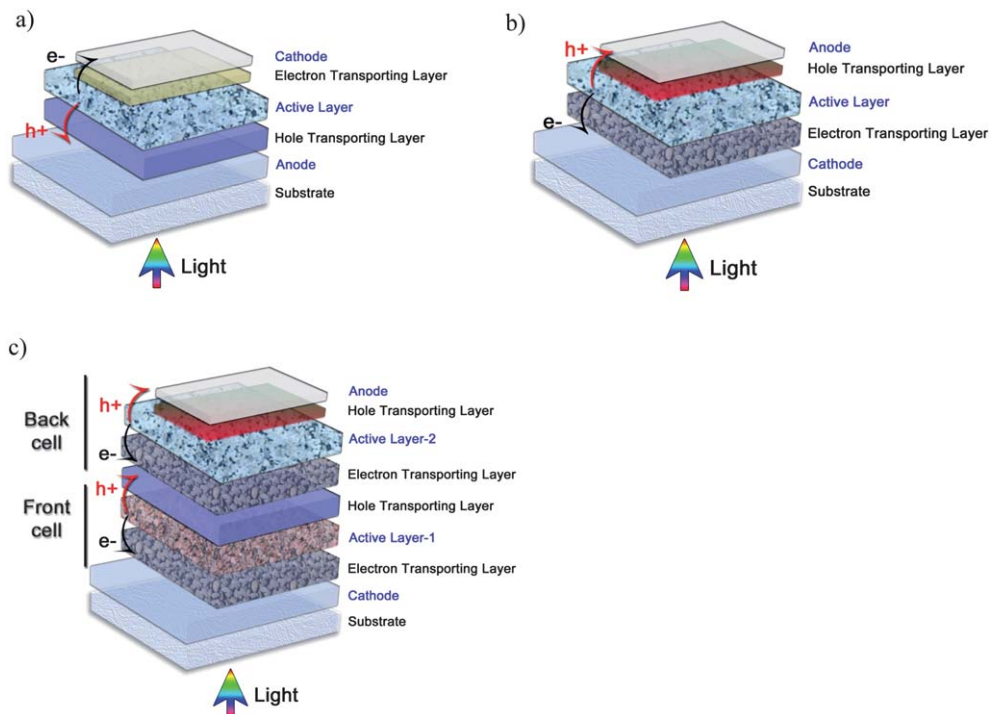 a)
e-
h+
Cathode
Electron Transporting Layer
Active Layer
Hole Transporting Layer
Anode
Substrate
Light
b)
h+
e-
Anode
Hole Transporting Layer
Active Layer
Electron Transporting Layer
Cathode
Substrate
Light
c)
Back
cell
Front
cell
h+
e-
h+
e-
Anode
Hole Transporting Layer
Active Layer-2
Electron Transporting Layer
Hole Transporting Layer
Active Layer-1
Electron Transporting Layer
Cathode
Substrate
Light